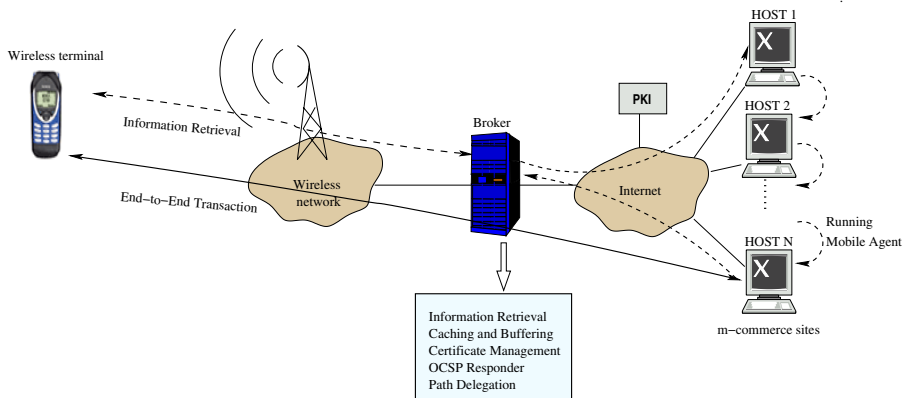 HOST 1
Wireless terminal
PKI
HOST 2
Broker
Information Retrieval
Wireless
network
Internet
End-to-End Transaction
Running
Mobile Agent
HOST N
m-commerce sites
Information Retrieval
Caching and Buffering
Certificate Management
OCSP Responder
Path Delegation
X
X
X